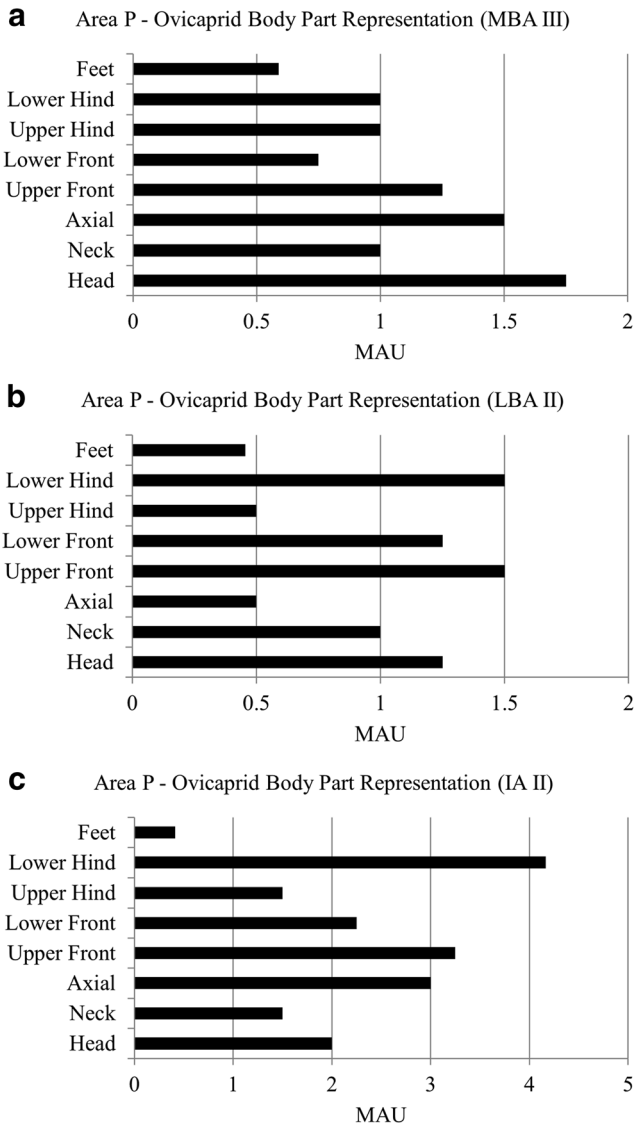 a Area P - Ovicaprid Body Part Representation (MBA III)
Feet
Lower Hind
Upper Hind
Lower Front
Upper Front
Axial
Neck
Head
0 0.5 1 1.5 2
MAU
b Area P - Ovicaprid Body Part Representation (LBA II)
Feet
Lower Hind
Upper Hind
Lower Front
Upper Front
Axial
Neck
Head
0 0.5 1 1.5 2
MAU
c Area P - Ovicaprid Body Part Representation (IA II)
Feet
Lower Hind
Upper Hind
Lower Front
Upper Front
Axial
Neck
Head
0 1 2 3 4 5
MAU